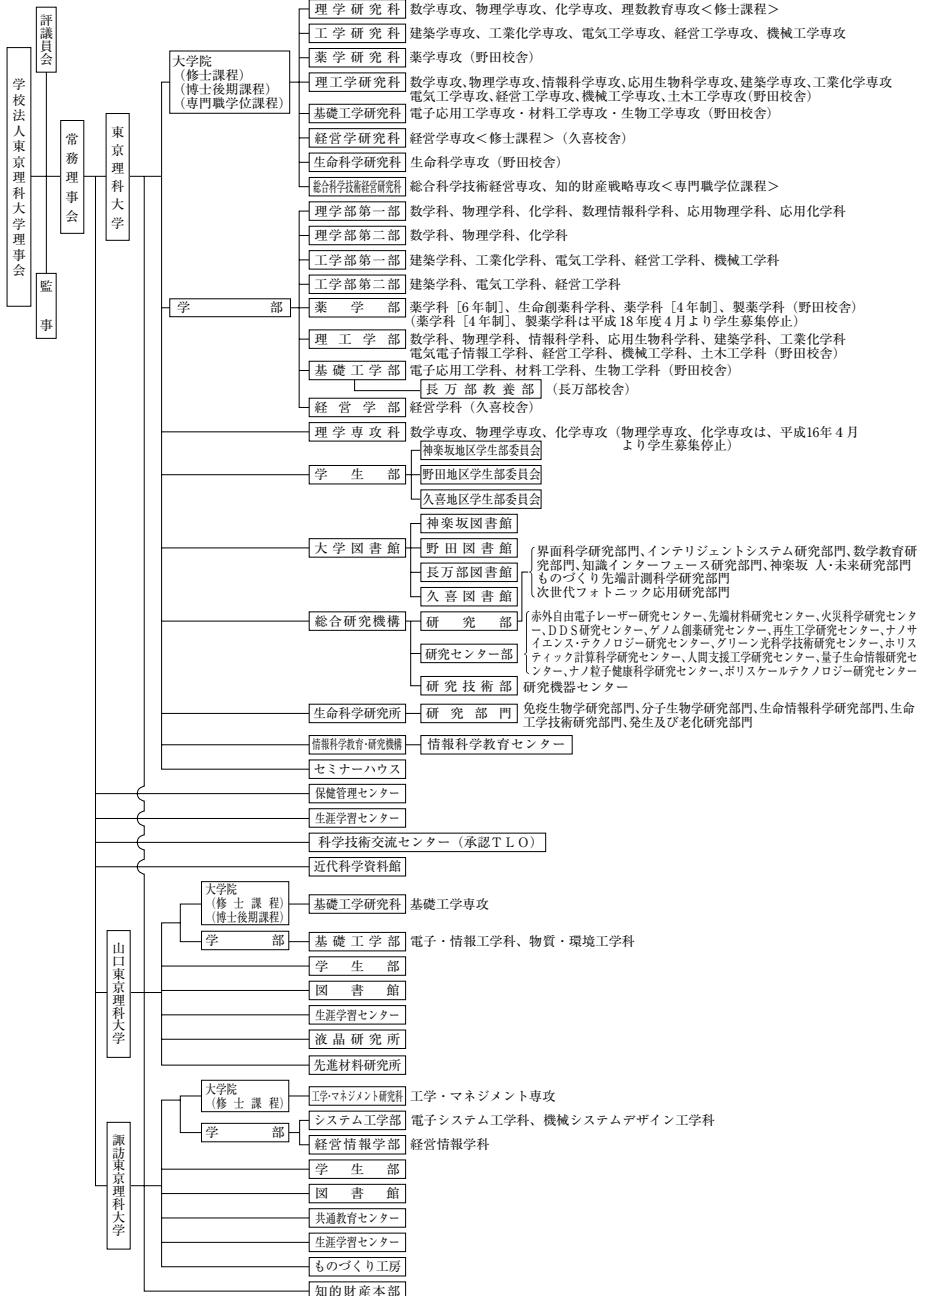 学校法人東京理科大学理事会
評議員会
監事
常務理事会
東京理科大学
大学院
（修士課程）
（博士後期課程）
（専門職学位課程）
理学研究科 数学専攻、物理学専攻、化学専攻、理数教育専攻＜修士課程＞
工学研究科 建築学専攻、工業化学専攻、電気工学専攻、経営工学専攻、機械工学専攻
薬学研究科 薬学専攻（野田校舎）
理工学研究科 数学専攻、物理学専攻、情報科学専攻、応用生物科学専攻、建築学専攻、工業化学専攻
電気工学専攻、経営工学専攻、機械工学専攻、土木工学専攻（野田校舎）
基礎工学研究科 電子応用工学専攻・材料工学専攻・生物工学専攻（野田校舎）
経営学研究科 経営学専攻＜修士課程＞（久喜校舎）
生命科学研究科 生命科学専攻（野田校舎）
総合科学技術経営研究科 総合科学技術経営専攻、知的財産戦略専攻＜専門職学位課程＞
学部
理学部第一部 数学科、物理学科、化学科、数理情報科学科、応用物理学科、応用化学科
理学部第二部 数学科、物理学科、化学科
工学部第一部 建築学科、工業化学科、電気工学科、経営工学科、機械工学科
工学部第二部 建築学科、電気工学科、経営工学科
薬学部 薬学科［6年制］、生命創薬科学科、薬学科［4年制］、製薬学科（野田校舎）
（薬学科［4年制］、製薬学科は平成18年度4月より学生募集停止）
理工学部 数学科、物理学科、情報科学科、応用生物科学科、建築学科、工業化学科
電気電子情報工学科、経営工学科、機械工学科、土木工学科（野田校舎）
基礎工学部 電子応用工学科、材料工学科、生物工学科（野田校舎）
長万部教養部（長万部校舎）
経営学部 経営学科（久喜校舎）
理学専攻科 数学専攻、物理学専攻、化学専攻（物理学専攻、化学専攻は、平成16年4月
より学生募集停止）
学生部
神楽坂地区学生部委員会
野田地区学生部委員会
久喜地区学生部委員会
大学図書館
神楽坂図書館
野田図書館
長万部図書館
久喜図書館
総合研究機構
研究部
界面科学研究部門、インテリジェントシステム研究部門、数学教育研
究部門、知識インターフェース研究部門、神楽坂 人・未来研究部門
ものづくり先端計測科学研究部門
次世代フォトニック応用研究部門
研究センター部
赤外自由電子レーザー研究センター、先端材料研究センター、火災科学研究センタ
ー、DDS研究センター、ゲノム創薬研究センター、再生工学研究センター、ナノサ
イエンス・テクノロジー研究センター、グリーン光科学技術研究センター、ホリス
ティック計算科学研究センター、人間支援工学研究センター、量子生命情報研究セ
ンター、ナノ粒子健康科学研究センター、ポリスケールテクノロジー研究センター
研究技術部 研究機器センター
生命科学研究所
研究部門 免疫生物学研究部門、分子生物学研究部門、生命情報科学研究部門、生命
工学技術研究部門、発生及び老化研究部門
情報科学教育・研究機構 情報科学教育センター
セミナーハウス
保健管理センター
生涯学習センター
科学技術交流センター（承認TLO）
近代科学資料館
山口東京理科大学
大学院
（修士課程）
（博士後期課程）
基礎工学研究科 基礎工学専攻
学部
基礎工学部 電子・情報工学科、物質・環境工学科
学生部
図書館
生涯学習センター
液晶研究所
先進材料研究所
諏訪東京理科大学
大学院
（修士課程）
工学・マネジメント研究科 工学・マネジメント専攻
学部
システム工学部 電子システム工学科、機械システムデザイン工学科
経営情報学部 経営情報学科
学生部
図書館
共通教育センター
生涯学習センター
ものづくり工房
知的財産本部